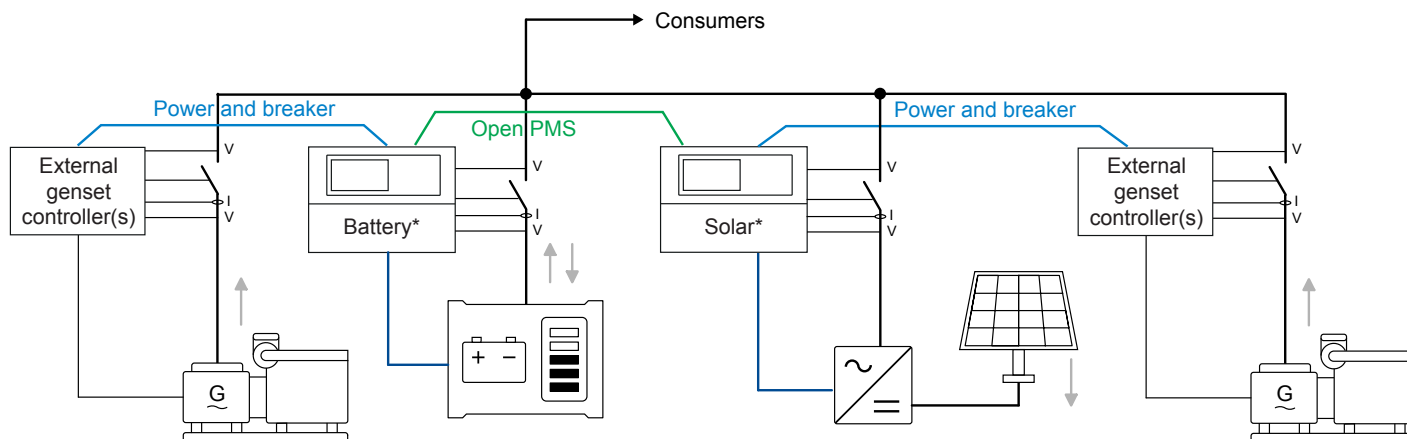 Consumers
Power and breaker
Open PMS
Power and breaker
External
genset
controller(s)
V
I
V
Battery*
V
I
V
Solar*
V
I
V
External
genset
controller(s)
V
I
V
+ −
G
~
~
=
G
~